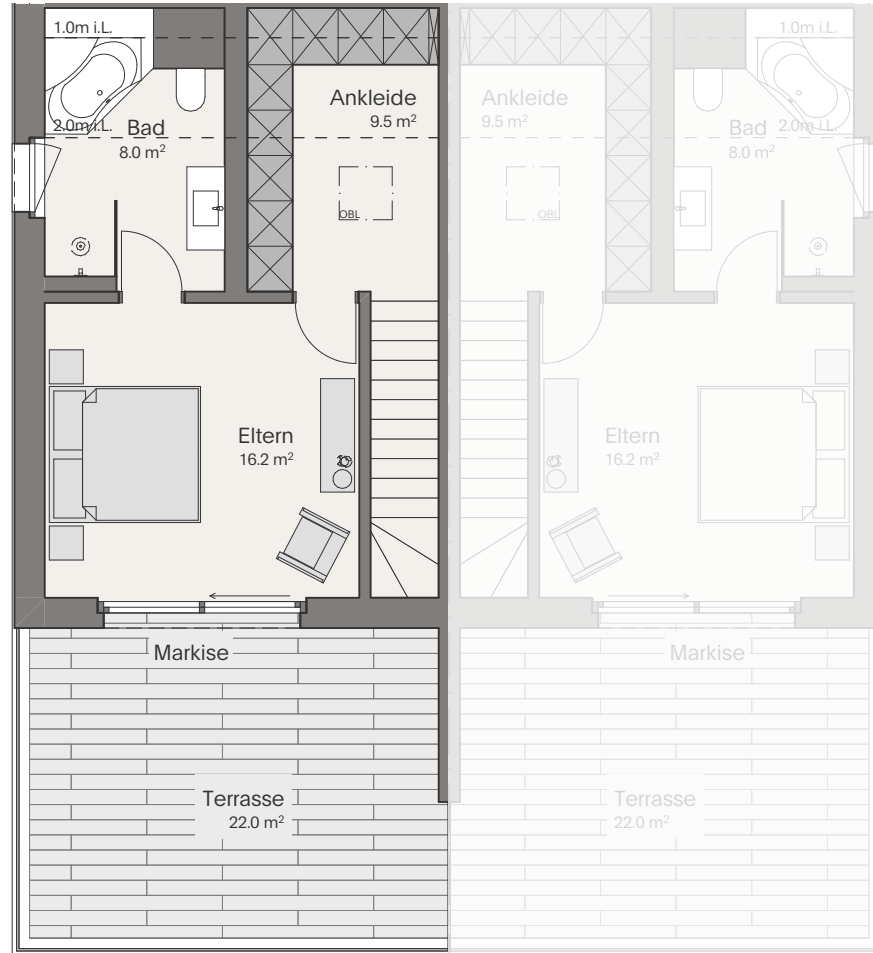 1.0m i.L.
Ankleide
9.5 m²
2.0m i.L.
Bad
8.0 m²
OBL
Eltern
16.2 m²
Markise
Terrasse
22.0 m²
1.0m i.L.
Ankleide
9.5 m²
2.0m i.L.
Bad
8.0 m²
OBL
Eltern
16.2 m²
Markise
Terrasse
22.0 m²